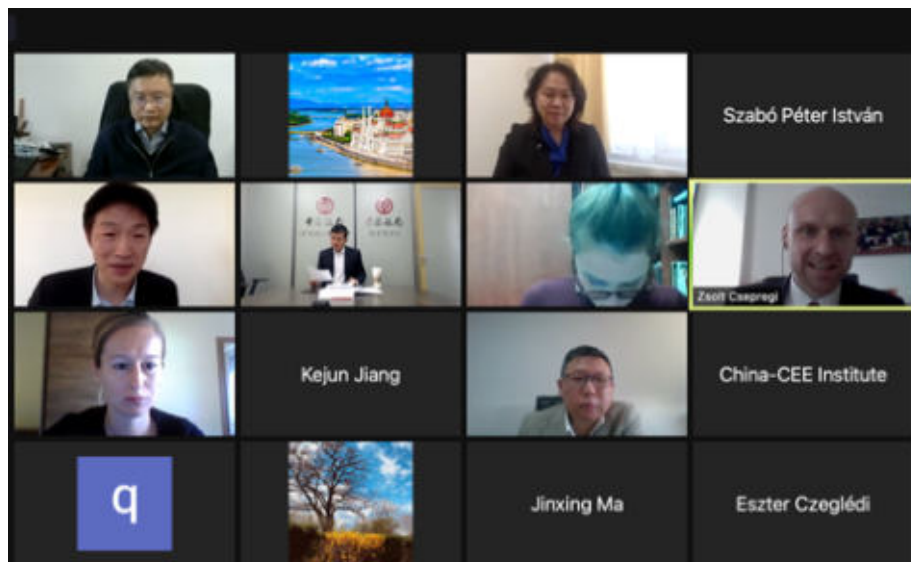 Szabó Péter István
Zsolt Csepregi
Kejun Jiang
China-CEE Institute
q
Jinxing Ma
Eszter Czeglédi